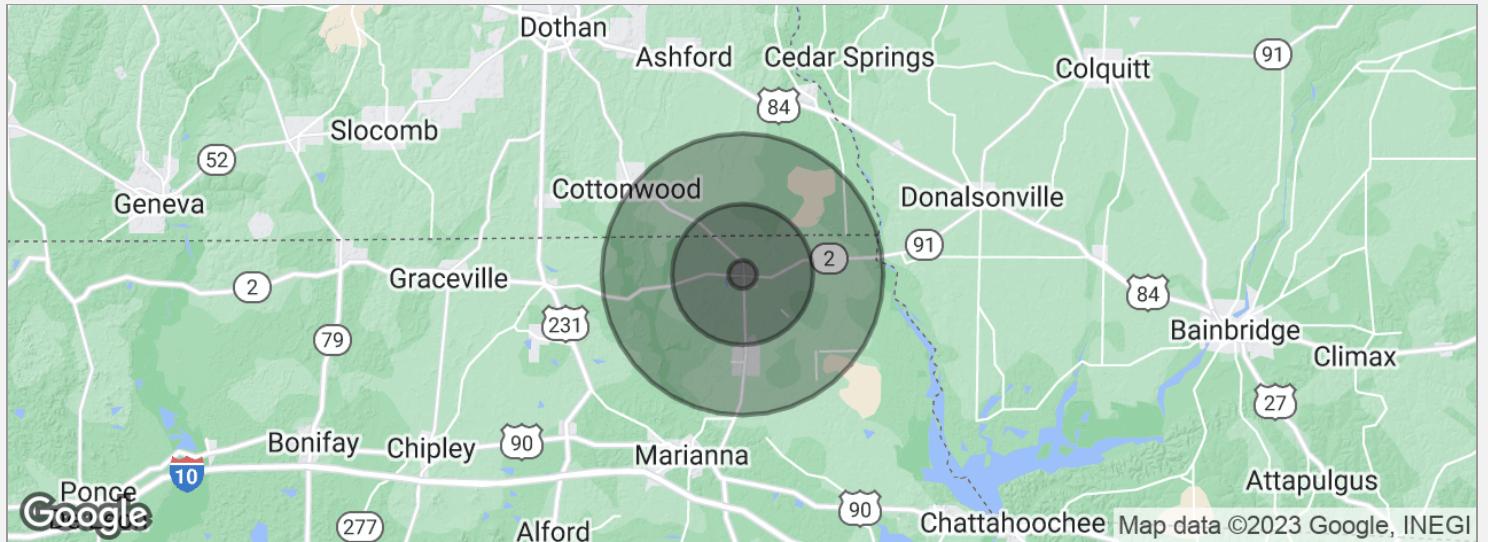 Dothan
Ashford
Cedar Springs
91
Colquitt
84
Slocomb
52
Cottonwood
Donalsonville
Geneva
91
2
Graceville
2
84
231
79
Bainbridge
Climax
27
Bonifay
Chipley
90
Marianna
10
Attapulgus
Ponce
Google
90
277
Alford
Chattahoochee
Map data ©2023 Google, INEGI